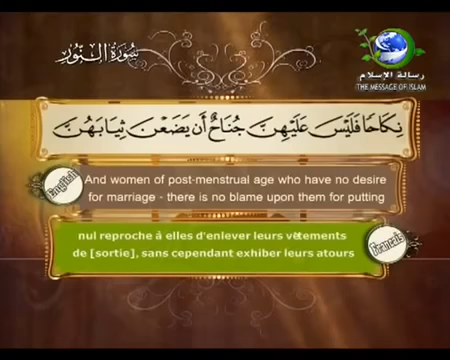 سورة النور
رسالة الإسلام
THE MESSAGE OF ISLAM
نِكَاحًا فَلَيْسَ عَلَيْهِنَّ جُنَاحٌ أَن يَضَعْنَ ثِيَابَهُنَّ
English
And women of post-menstrual age who have no desire
for marriage - there is no blame upon them for putting
nul reproche á elles d'enlever leurs vêtements
de [sortie], sans cependant exhiber leurs atours
Francais